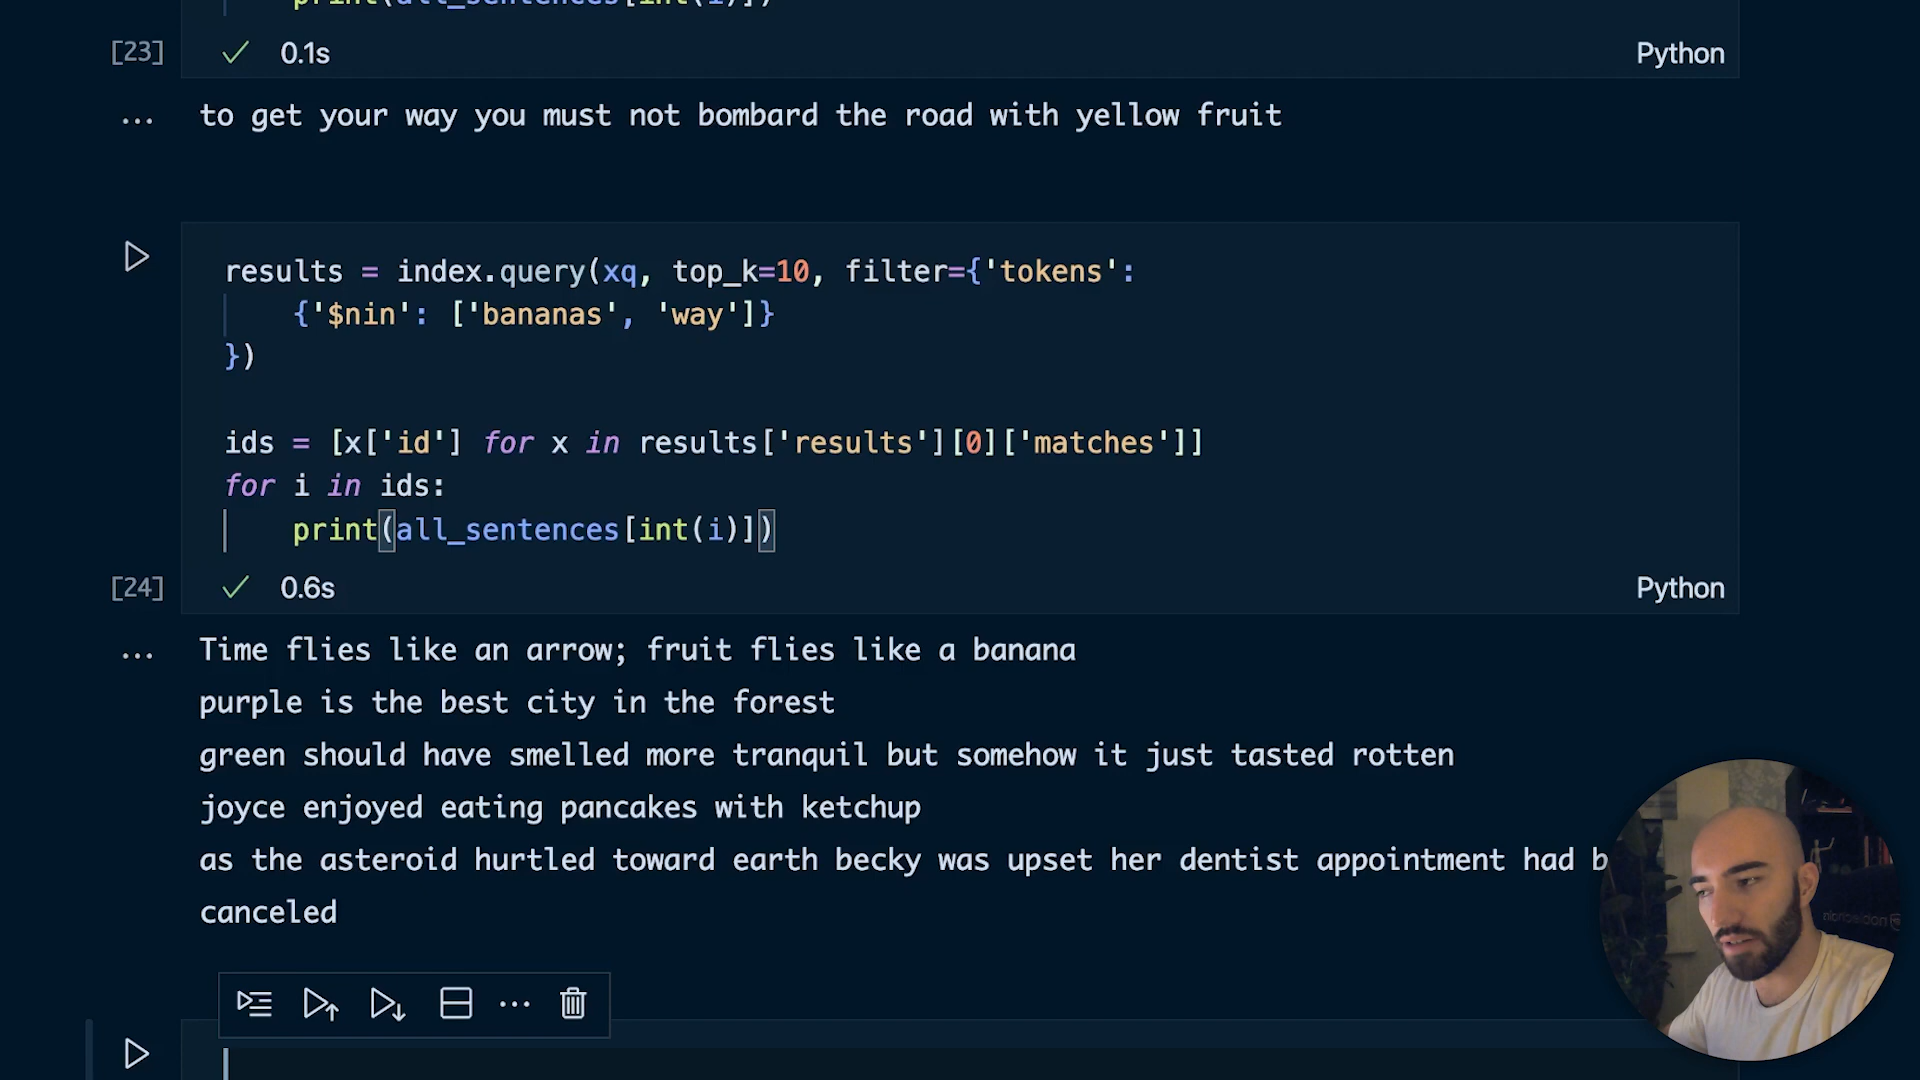 [23] 0.1s Python
... to get your way you must not bombard the road with yellow fruit
results = index.query(xq, top_k=10, filter={'tokens':
{'$nin': ['bananas', 'way']}
})
ids = [x['id'] for x in results['results'][0]['matches']]
for i in ids:
print(all_sentences[int(i)])
[24] 0.6s Python
... Time flies like an arrow; fruit flies like a banana
purple is the best city in the forest
green should have smelled more tranquil but somehow it just tasted rotten
joyce enjoyed eating pancakes with ketchup
as the asteroid hurtled toward earth becky was upset her dentist appointment had b
canceled